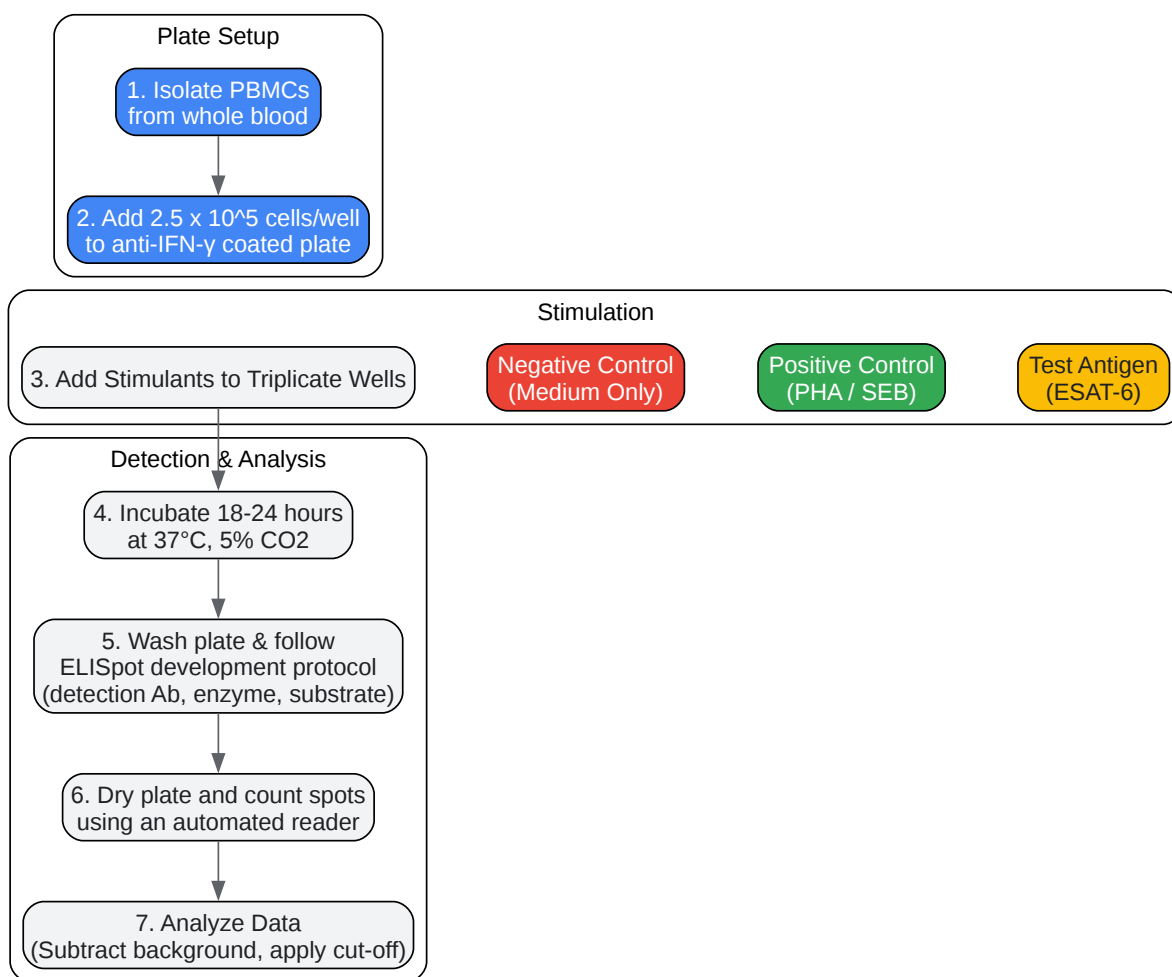 Plate Setup
1. Isolate PBMCs
from whole blood
2. Add 2.5 x 10^5 cells/well
to anti-IFN-γ coated plate
Stimulation
3. Add Stimulants to Triplicate Wells
Negative Control
(Medium Only)
Positive Control
(PHA / SEB)
Test Antigen
(ESAT-6)
Detection & Analysis
4. Incubate 18-24 hours
at 37°C, 5% CO2
5. Wash plate & follow
ELISpot development protocol
(detection Ab, enzyme, substrate)
6. Dry plate and count spots
using an automated reader
7. Analyze Data
(Subtract background, apply cut-off)